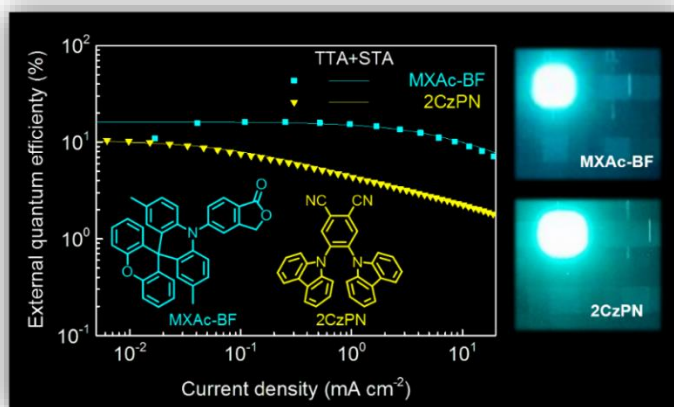 External quantum efficienty (%)
10²
10¹
10⁰
10⁻¹
TTA+STA
MXAc-BF
2CzPN
N
O
O
O
MXAc-BF
NC
CN
N
N
2CzPN
10⁻²
10⁻¹
10⁰
10¹
Current density (mA cm⁻²)
MXAc-BF
2CzPN